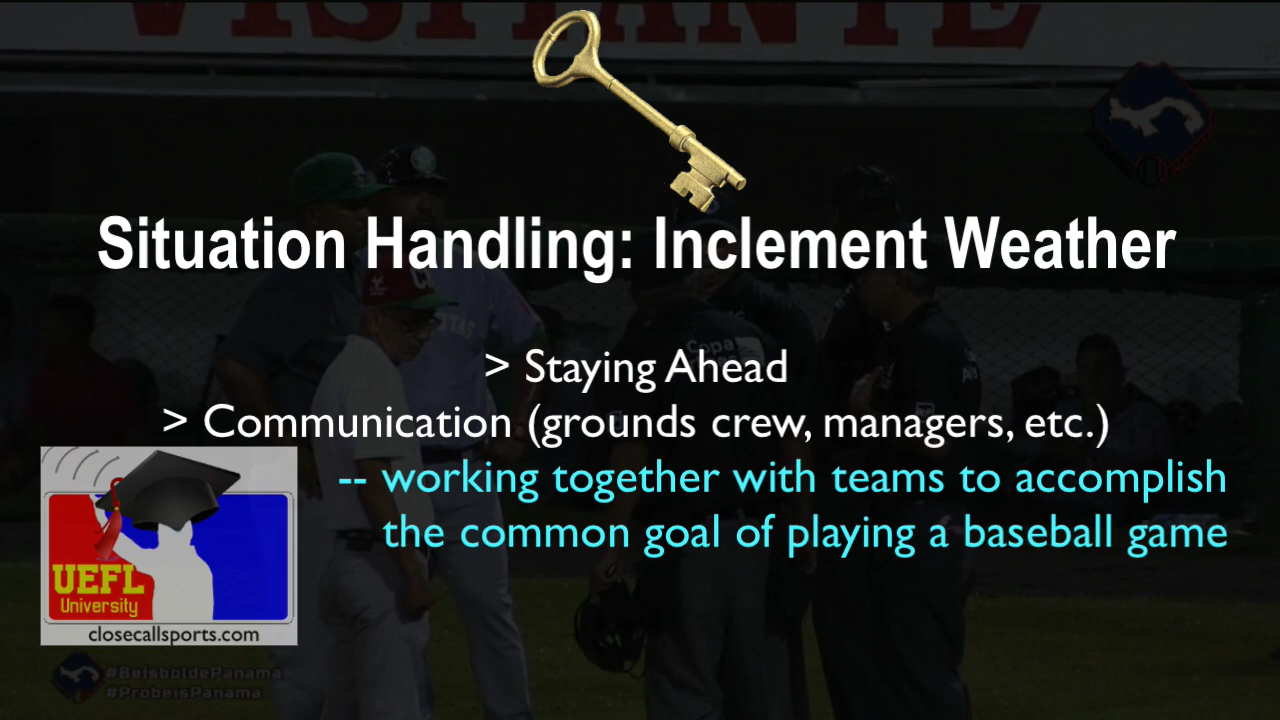 VISITANTE
Situation Handling: Inclement Weather
> Staying Ahead
> Communication (grounds crew, managers, etc.)
-- working together with teams to accomplish
the common goal of playing a baseball game
UEFL
University
closecallsports.com
#BeisboldePanama
#ProbeisPanama